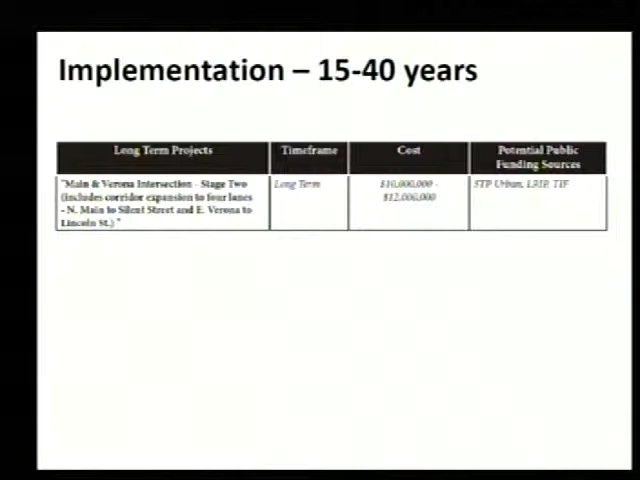 Implementation – 15-40 years
Long Term Projects Timeframe Cost Potential Public
Funding Sources
"Main & Verona Intersection - Stage Two Long Term $10,000,000 - STP Urban, LRIP, TIF
(includes corridor expansion to four lanes $12,000,000
- N. Main to Silent Street and E. Verona to
Lincoln St.) "